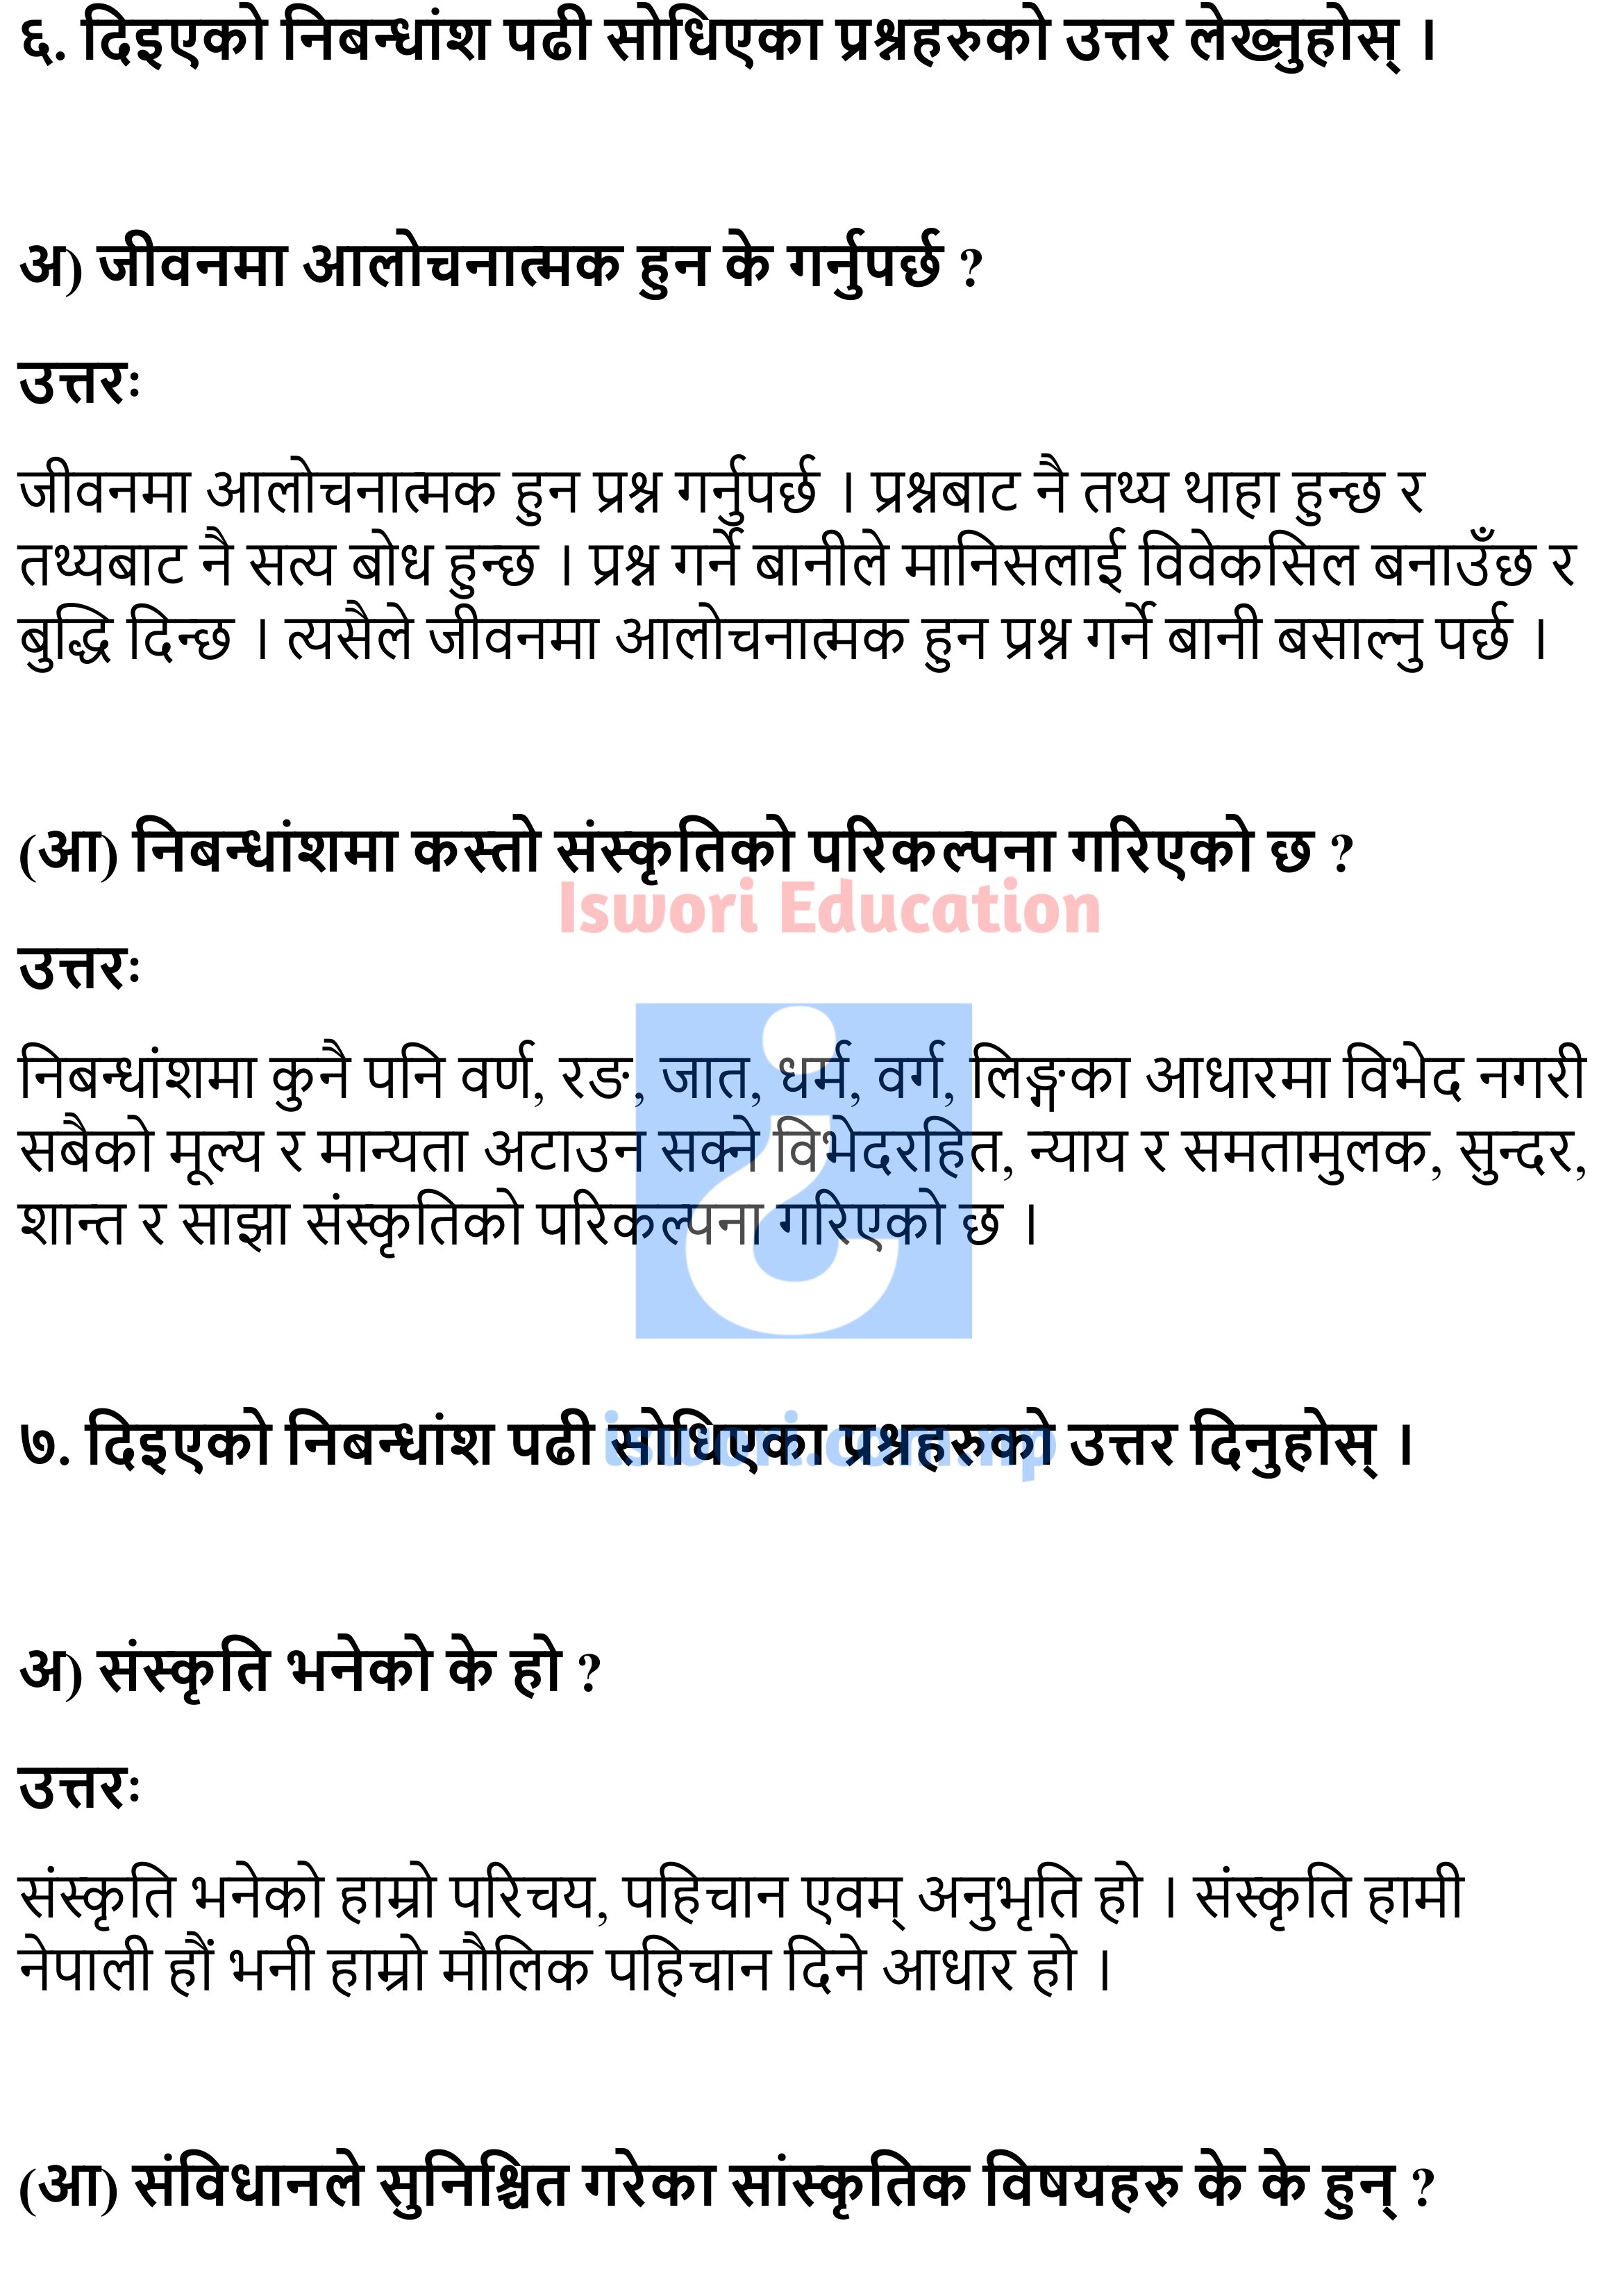 ६. दिइएको निबन्धांश पढी सोधिएका प्रश्नहरुको उत्तर लेख्नुहोस् ।
अ) जीवनमा आलोचनात्मक हुन के गर्नुपर्छ ?
उत्तरः
जीवनमा आलोचनात्मक हुन प्रश्न गर्नुपर्छ । प्रश्नबाट नै तथ्य थाहा हुन्छ र
तथ्यबाट नै सत्य बोध हुन्छ । प्रश्न गर्ने बानीले मानिसलाई विवेकसिल बनाउँछ र
बुद्धि दिन्छ । त्यसैले जीवनमा आलोचनात्मक हुन प्रश्न गर्ने बानी बसाल्नु पर्छ ।
(आ) निबन्धांशमा कस्तो संस्कृतिको परिकल्पना गरिएको छ ?
Iswori Education
उत्तरः
निबन्धांशमा कुनै पनि वर्ण, रङ, जात, धर्म, वर्ग, लिङ्गका आधारमा विभेद नगरी
सबैको मूल्य र मान्यता अटाउन सक्ने विभेदरहित, न्याय र समतामुलक, सुन्दर,
शान्त र साझा संस्कृतिको परिकल्पना गरिएको छ ।
७. दिइएको निबन्धांश पढी सोधिएका प्रश्नहरुको उत्तर दिनुहोस् ।
iswori.com.np
अ) संस्कृति भनेको के हो ?
उत्तरः
संस्कृति भनेको हाम्रो परिचय, पहिचान एवम् अनुभृति हो । संस्कृति हामी
नेपाली हौं भनी हाम्रो मौलिक पहिचान दिने आधार हो ।
(आ) संविधानले सुनिश्चित गरेका सांस्कृतिक विषयहरु के के हुन् ?